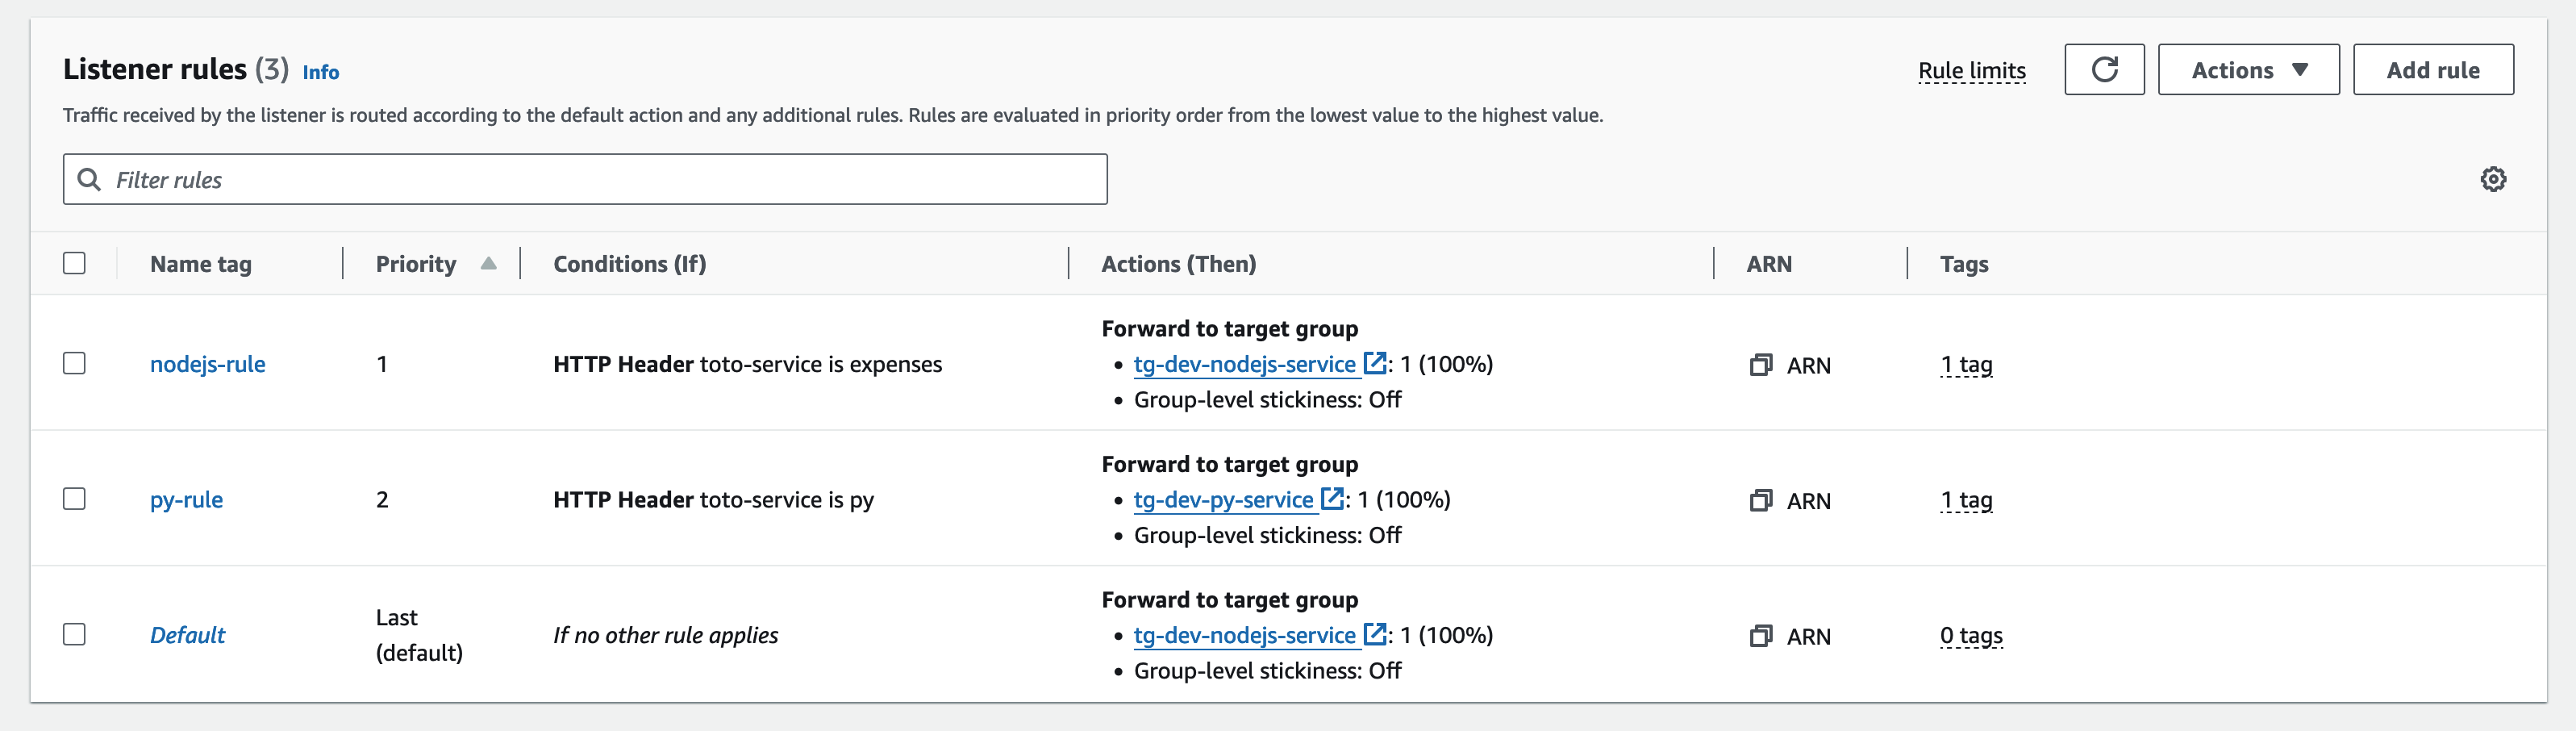 Listener rules (3) Info
Rule limits
Actions
Add rule
Traffic received by the listener is routed according to the default action and any additional rules. Rules are evaluated in priority order from the lowest value to the highest value.
Filter rules
Name tag Priority Conditions (If) Actions (Then) ARN Tags
Forward to target group
nodejs-rule 1 HTTP Header toto-service is expenses • tg-dev-nodejs-service : 1 (100%) ARN 1 tag
• Group-level stickiness: Off
Forward to target group
py-rule 2 HTTP Header toto-service is py • tg-dev-py-service : 1 (100%) ARN 1 tag
• Group-level stickiness: Off
Forward to target group
Default Last (default) If no other rule applies • tg-dev-nodejs-service : 1 (100%) ARN 0 tags
• Group-level stickiness: Off